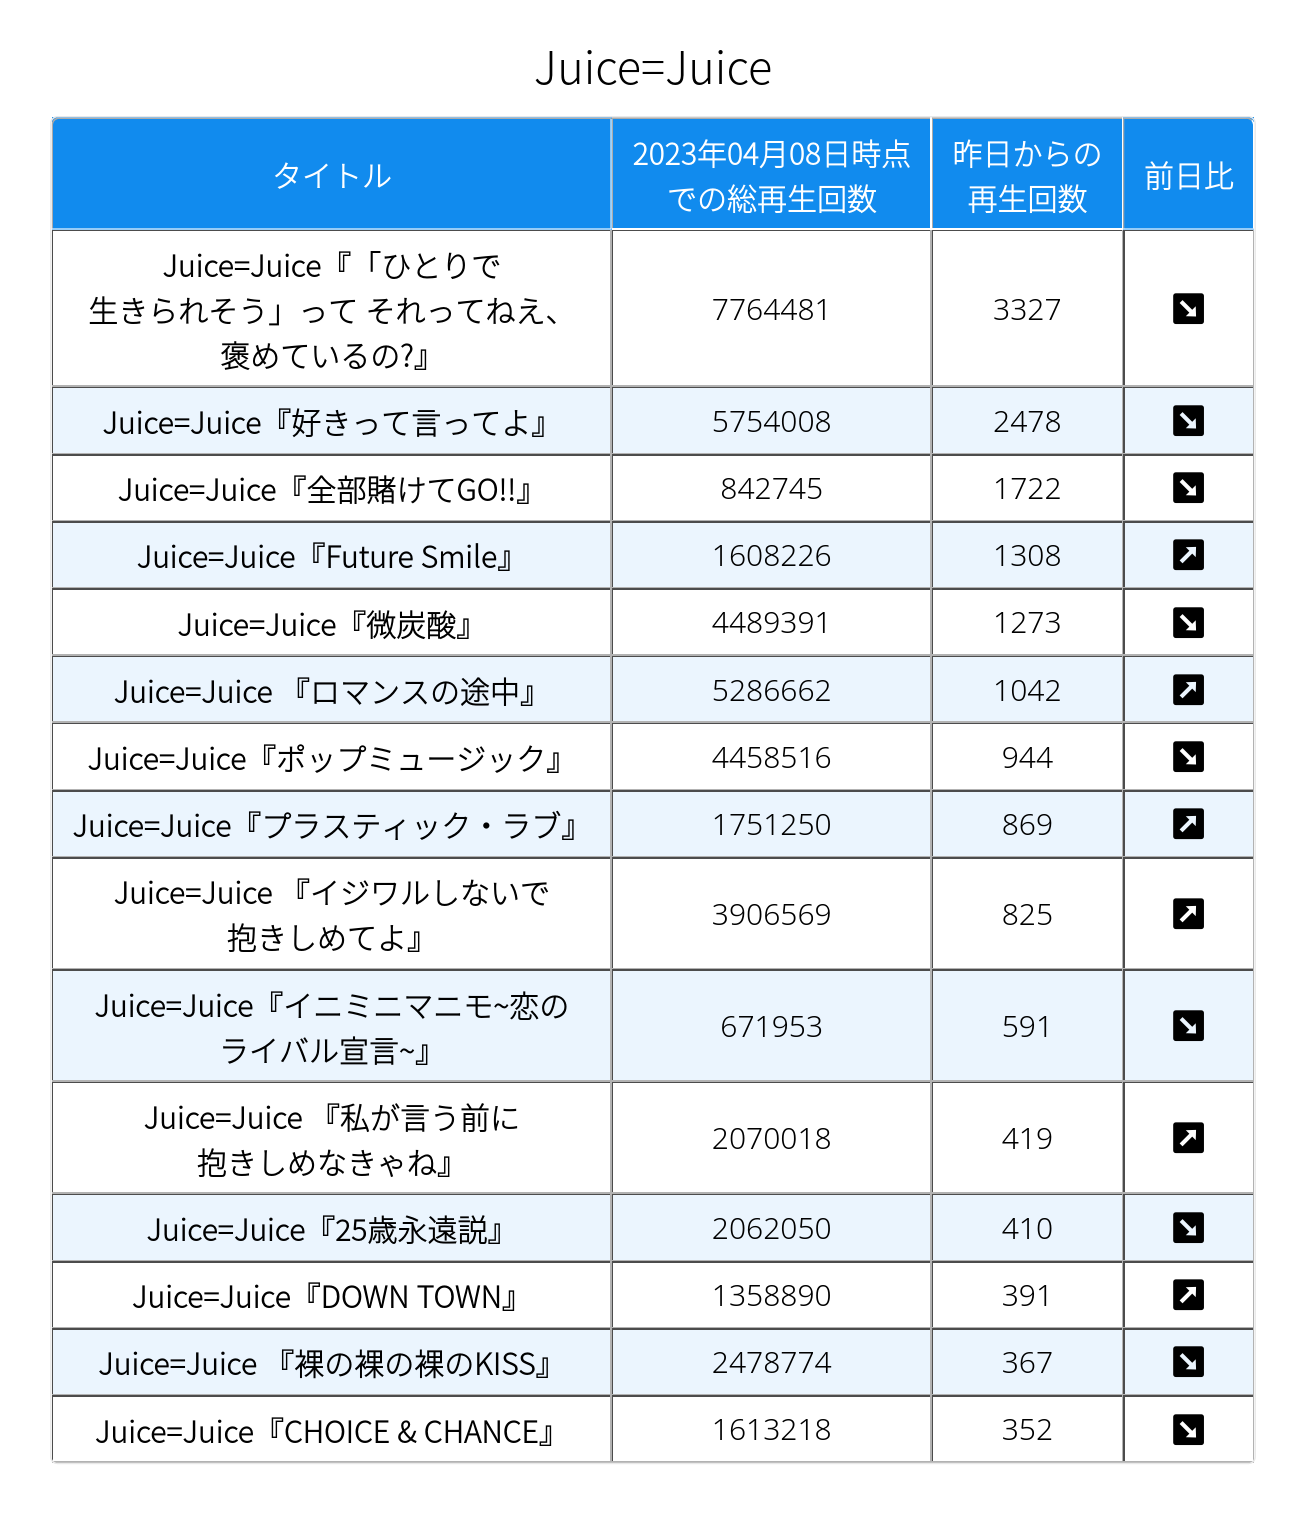 Juice=Juice
タイトル
2023年04月08日時点
での総再生回数
昨日からの
再生回数
前日比
Juice=Juice『「ひとりで
生きられそう」って それってねえ、
褒めているの?』
7764481
3327
↘
Juice=Juice『好きって言ってよ』
5754008
2478
↘
Juice=Juice『全部賭けてGO!!』
842745
1722
↘
Juice=Juice『Future Smile』
1608226
1308
↗
Juice=Juice『微炭酸』
4489391
1273
↘
Juice=Juice 『ロマンスの途中』
5286662
1042
↗
Juice=Juice『ポップミュージック』
4458516
944
↘
Juice=Juice『プラスティック・ラブ』
1751250
869
↗
Juice=Juice 『イジワルしないで
抱きしめてよ』
3906569
825
↗
Juice=Juice『イニミニマニモ~恋の
ライバル宣言~』
671953
591
↘
Juice=Juice 『私が言う前に
抱きしめなきゃね』
2070018
419
↗
Juice=Juice『25歳永遠説』
2062050
410
↘
Juice=Juice『DOWN TOWN』
1358890
391
↗
Juice=Juice 『裸の裸の裸のKISS』
2478774
367
↘
Juice=Juice『CHOICE & CHANCE』
1613218
352
↘